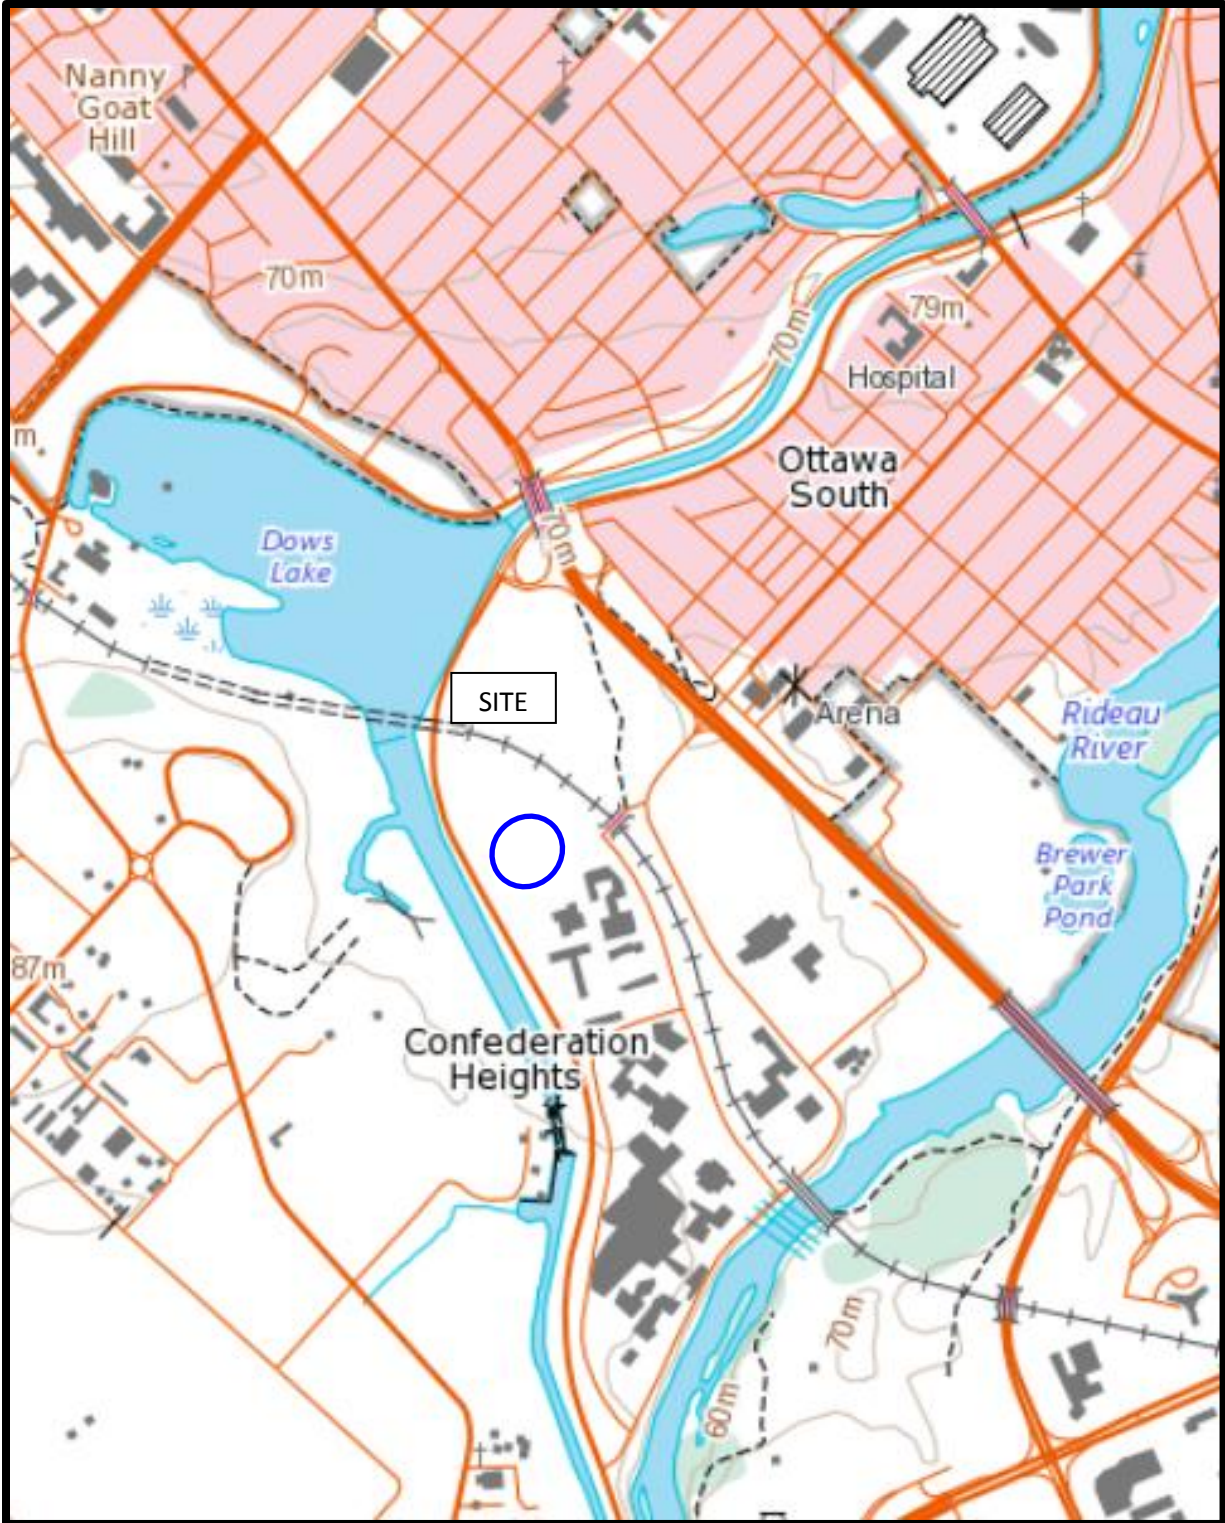 Nanny
Goat
Hill
70m
70m
79m
Hospital
m
Ottawa
South
70m
Dows
Lake
SITE
Arena
Rideau
River
Brewer
Park
Pond
87m
Confederation
Heights
70m
60m